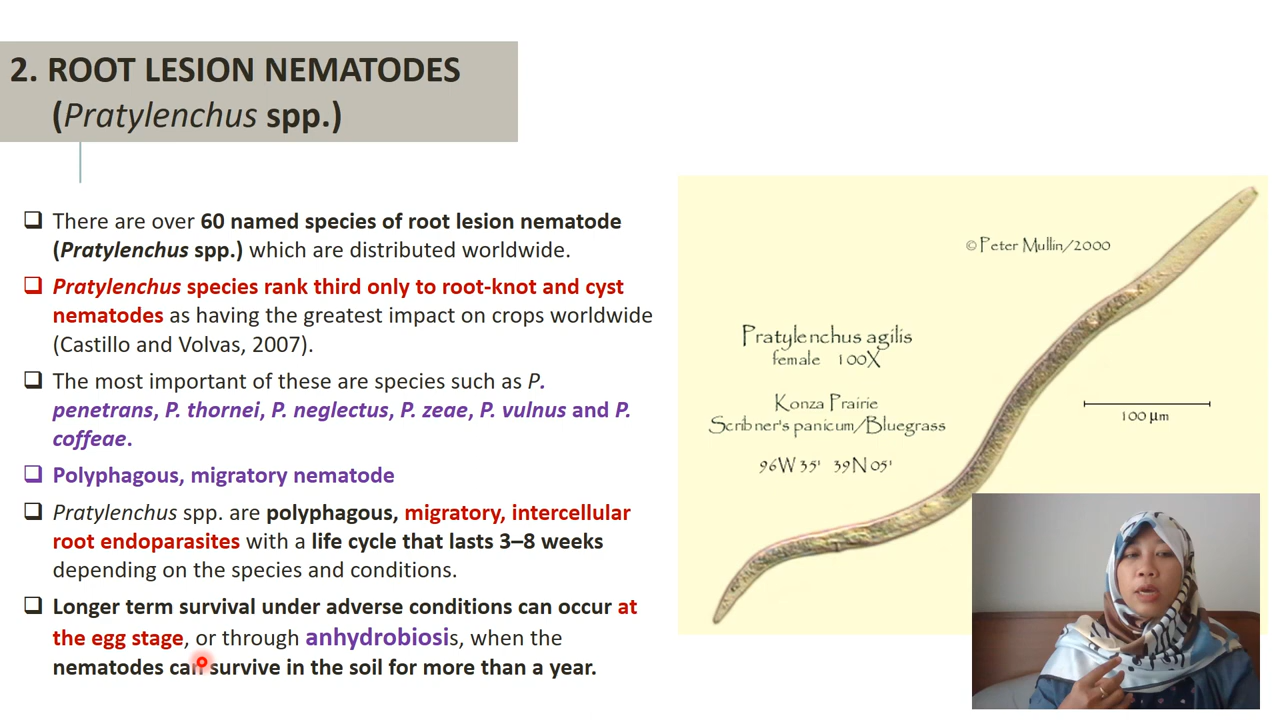 2. ROOT LESION NEMATODES
(Pratylenchus spp.)
There are over 60 named species of root lesion nematode
(Pratylenchus spp.) which are distributed worldwide.
Pratylenchus species rank third only to root-knot and cyst
nematodes as having the greatest impact on crops worldwide
(Castillo and Volvas, 2007).
The most important of these are species such as P.
penetrans, P. thornei, P. neglectus, P. zeae, P. vulnus and P.
coffeae.
Polyphagous, migratory nematode
Pratylenchus spp. are polyphagous, migratory, intercellular
root endoparasites with a life cycle that lasts 3–8 weeks
depending on the species and conditions.
Longer term survival under adverse conditions can occur at
the egg stage, or through anhydrobiosis, when the
nematodes can survive in the soil for more than a year.
© Peter Mullin/2000
Pratylenchus agilis
female 100X
Konza Prairie
Scribner's panicum/Bluegrass
96W 35' 39N 05'
100 µm